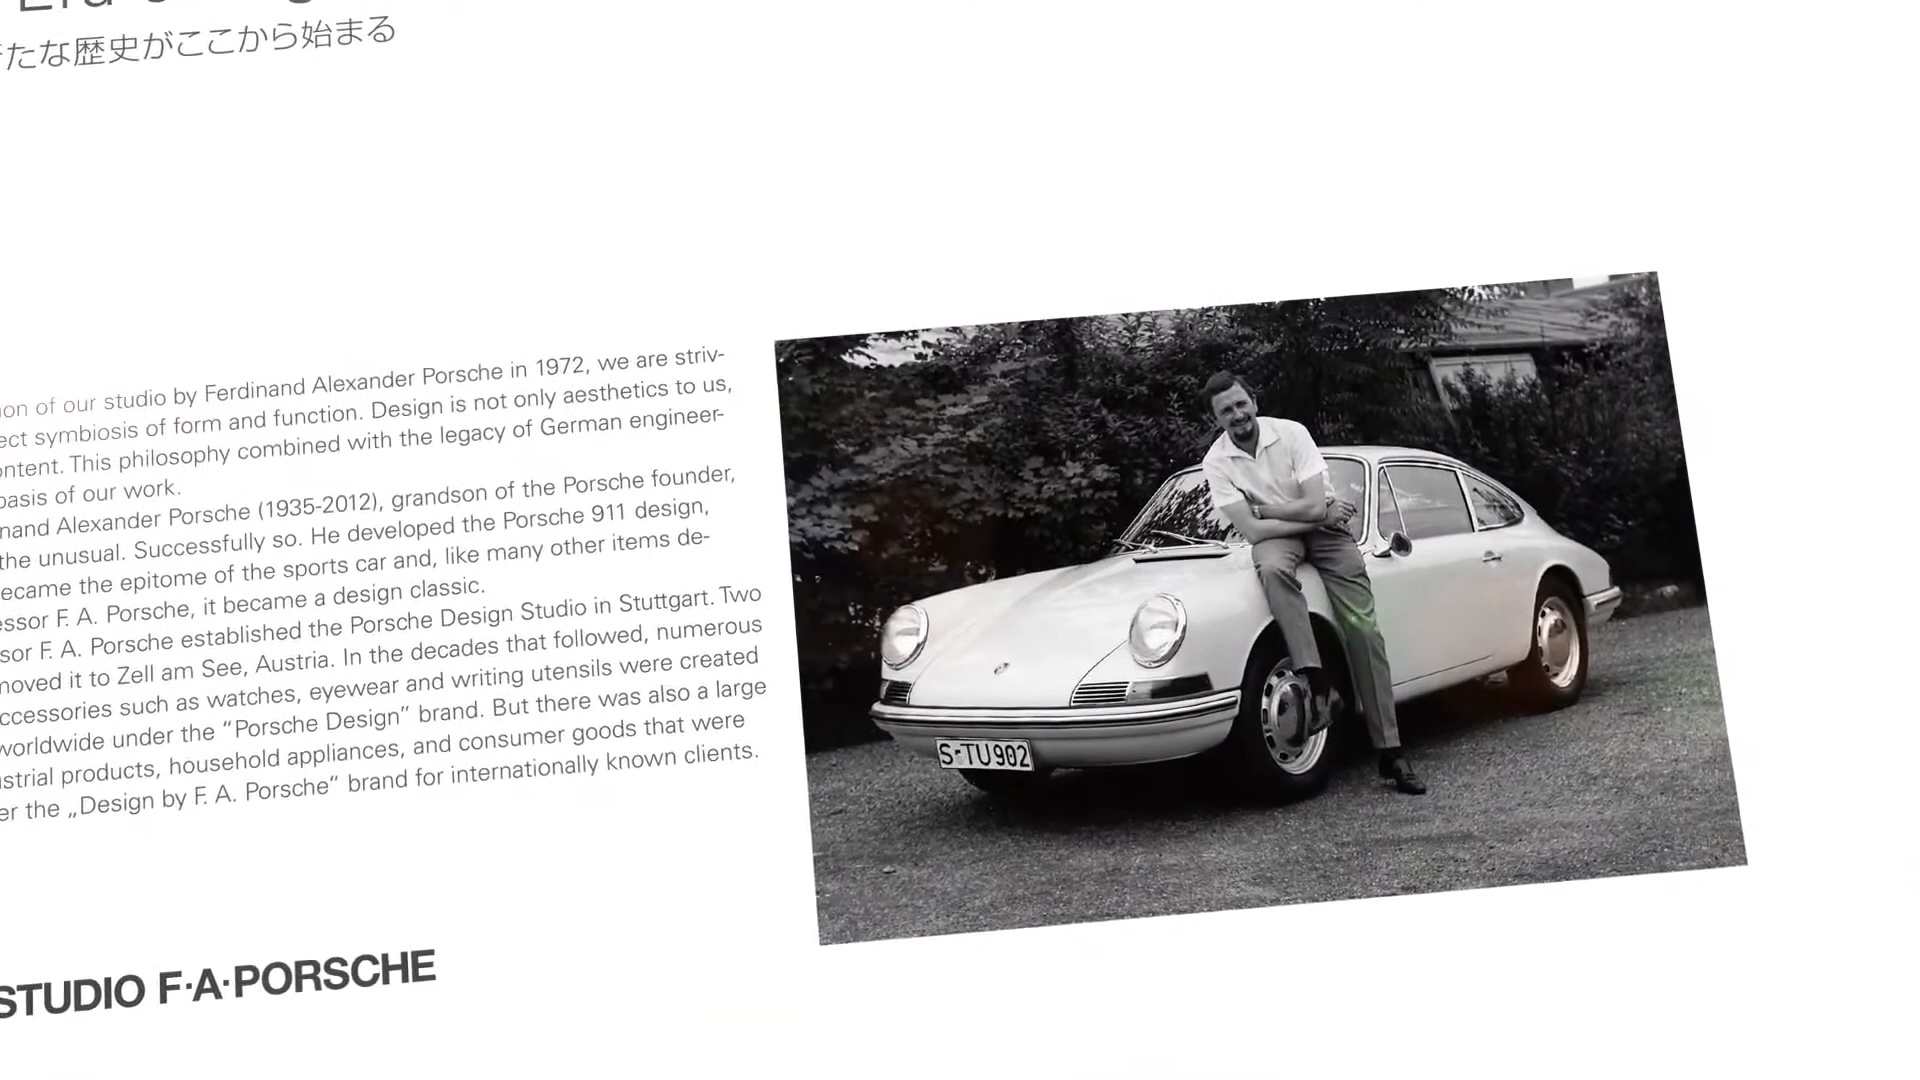 たな歴史がここから始まる
ion of our studio by Ferdinand Alexander Porsche in 1972, we are striv-
ect symbiosis of form and function. Design is not only aesthetics to us,
ontent. This philosophy combined with the legacy of German engineer-
basis of our work.
nand Alexander Porsche (1935-2012), grandson of the Porsche founder,
the unusual. Successfully so. He developed the Porsche 911 design,
ecame the epitome of the sports car and, like many other items de-
essor F. A. Porsche, it became a design classic.
sor F. A. Porsche established the Porsche Design Studio in Stuttgart. Two
moved it to Zell am See, Austria. In the decades that followed, numerous
ccessories such as watches, eyewear and writing utensils were created
worldwide under the “Porsche Design” brand. But there was also a large
ustrial products, household appliances, and consumer goods that were
er the „Design by F. A. Porsche“ brand for internationally known clients.
S-TU902
STUDIO F·A·PORSCHE